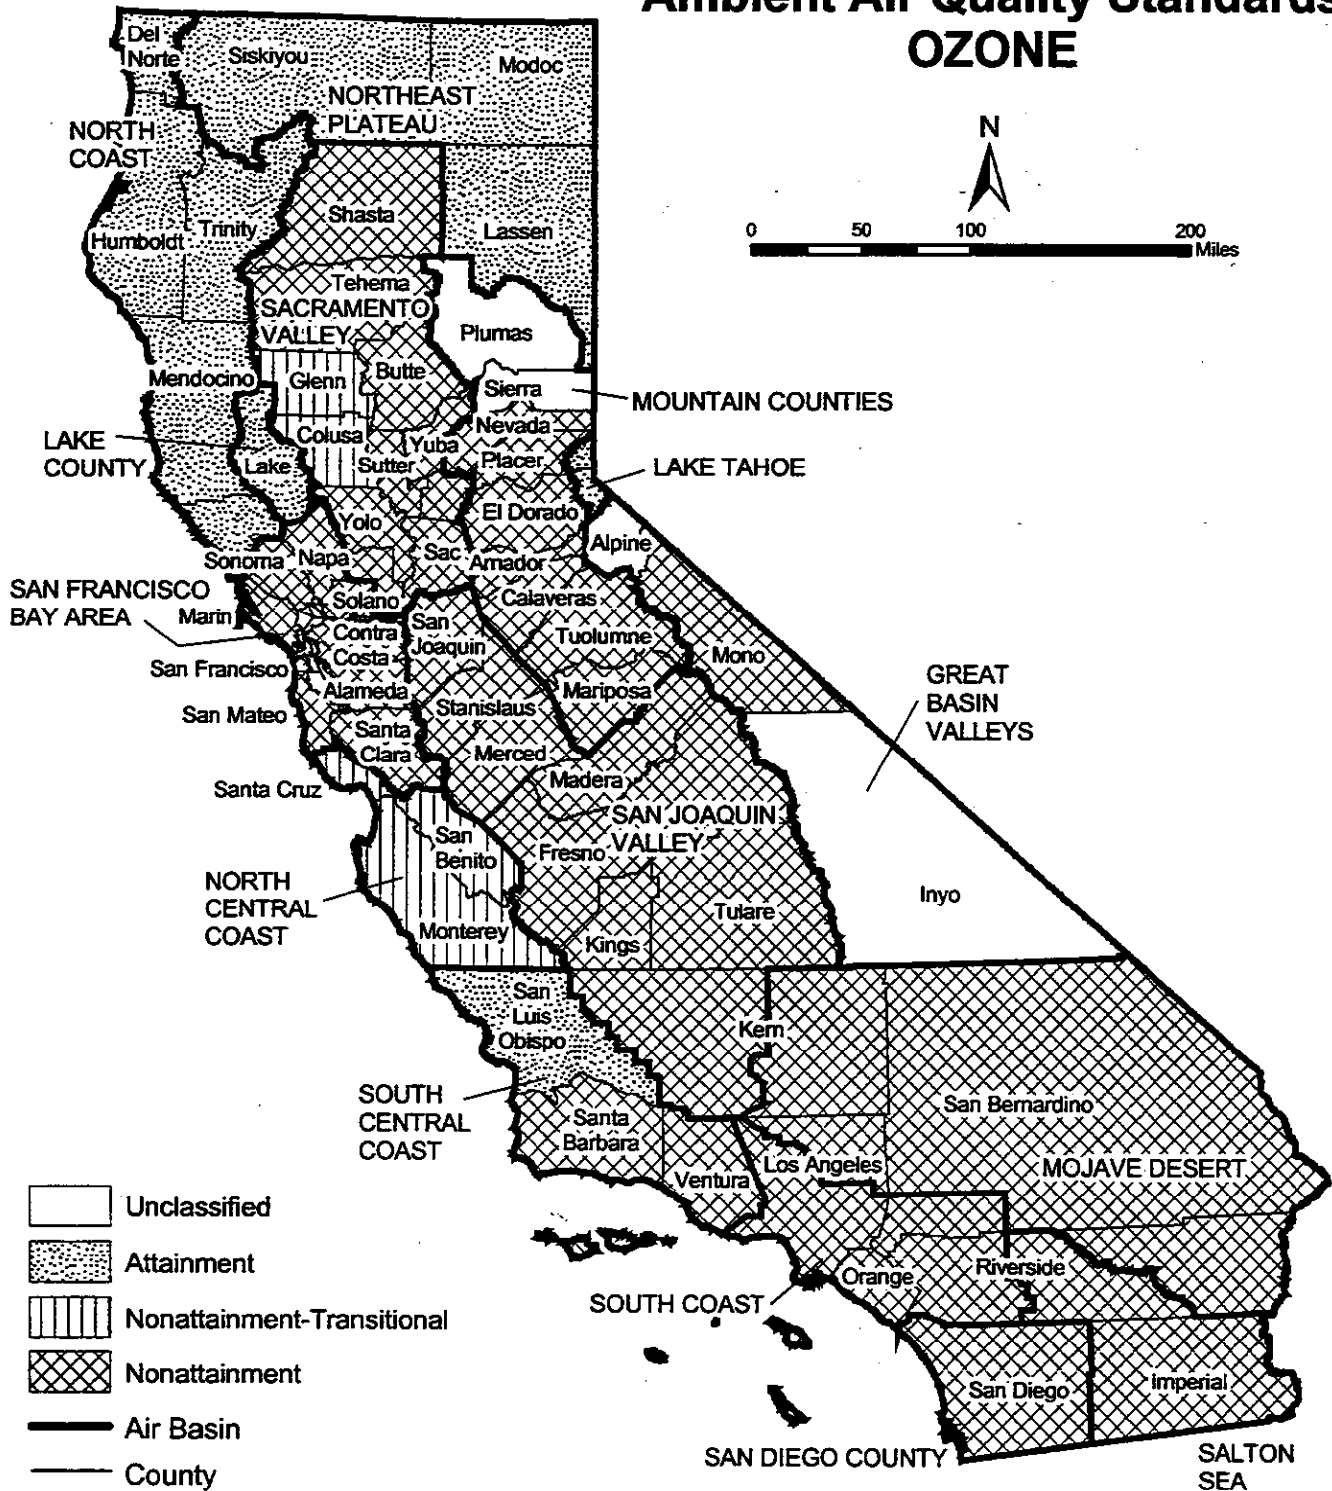 Ambient Air Quality Standards
OZONE
N
0 50 100 200
Miles
Del
Norte
Siskiyou
Modoc
NORTHEAST
PLATEAU
NORTH
COAST
Shasta
Trinity
Humboldt
Lassen
Tehema
SACRAMENTO
VALLEY
Plumas
Mendocino
Glenn
Butte
Sierra
MOUNTAIN COUNTIES
Nevada
Colusa
Yuba
LAKE
COUNTY
Lake
Sutter
Placer
LAKE TAHOE
El Dorado
Yolo
Alpine
Sonoma
Napa
Sac
Amador
SAN FRANCISCO
BAY AREA
Marin
Solano
Calaveras
San
Joaquin
Contra
Costa
Tuolumne
Mono
San Francisco
Alameda
Mariposa
GREAT
BASIN
VALLEYS
San Mateo
Stanislaus
Santa
Clara
Merced
Madera
Santa Cruz
SAN JOAQUIN
VALLEY
San
Benito
Fresno
NORTH
CENTRAL
COAST
Inyo
Tulare
Monterey
Kings
San
Luis
Obispo
Kern
SOUTH
CENTRAL
COAST
Santa
Barbara
San Bernardino
Los Angeles
MOJAVE DESERT
Ventura
Riverside
Orange
SOUTH COAST
San Diego
Imperial
SAN DIEGO COUNTY
SALTON
SEA
Unclassified
Attainment
Nonattainment-Transitional
Nonattainment
Air Basin
County